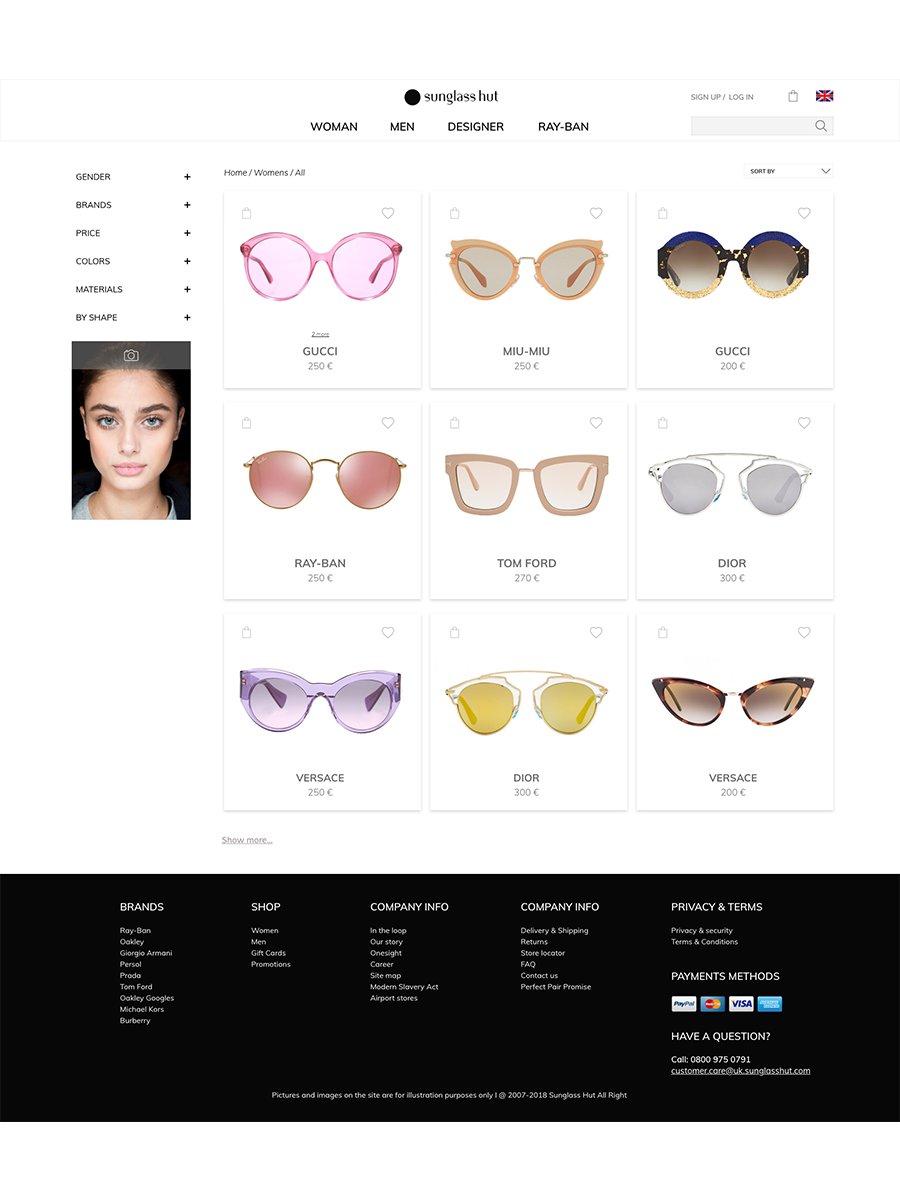 sunglass hut
SIGN UP / LOG IN
WOMAN MEN DESIGNER RAY-BAN
GENDER +
BRANDS +
PRICE +
COLORS +
MATERIALS +
BY SHAPE +
Home / Womens / All
SORT BY
2 more
GUCCI
250 €
MIU-MIU
250 €
GUCCI
200 €
RAY-BAN
250 €
TOM FORD
270 €
DIOR
300 €
VERSACE
250 €
DIOR
300 €
VERSACE
200 €
Show more...
BRANDS
Ray-Ban
Oakley
Giorgio Armani
Persol
Prada
Tom Ford
Oakley Googles
Michael Kors
Burberry
SHOP
Women
Men
Gift Cards
Promotions
COMPANY INFO
In the loop
Our story
Onesight
Career
Site map
Modern Slavery Act
Airport stores
COMPANY INFO
Delivery & Shipping
Returns
Store locator
FAQ
Contact us
Perfect Pair Promise
PRIVACY & TERMS
Privacy & security
Terms & Conditions
PAYMENTS METHODS
PayPal MasterCard VISA
HAVE A QUESTION?
Call: 0800 975 0791
customer.care@uk.sunglasshut.com
Pictures and images on the site are for illustration purposes only I @ 2007-2018 Sunglass Hut All Right